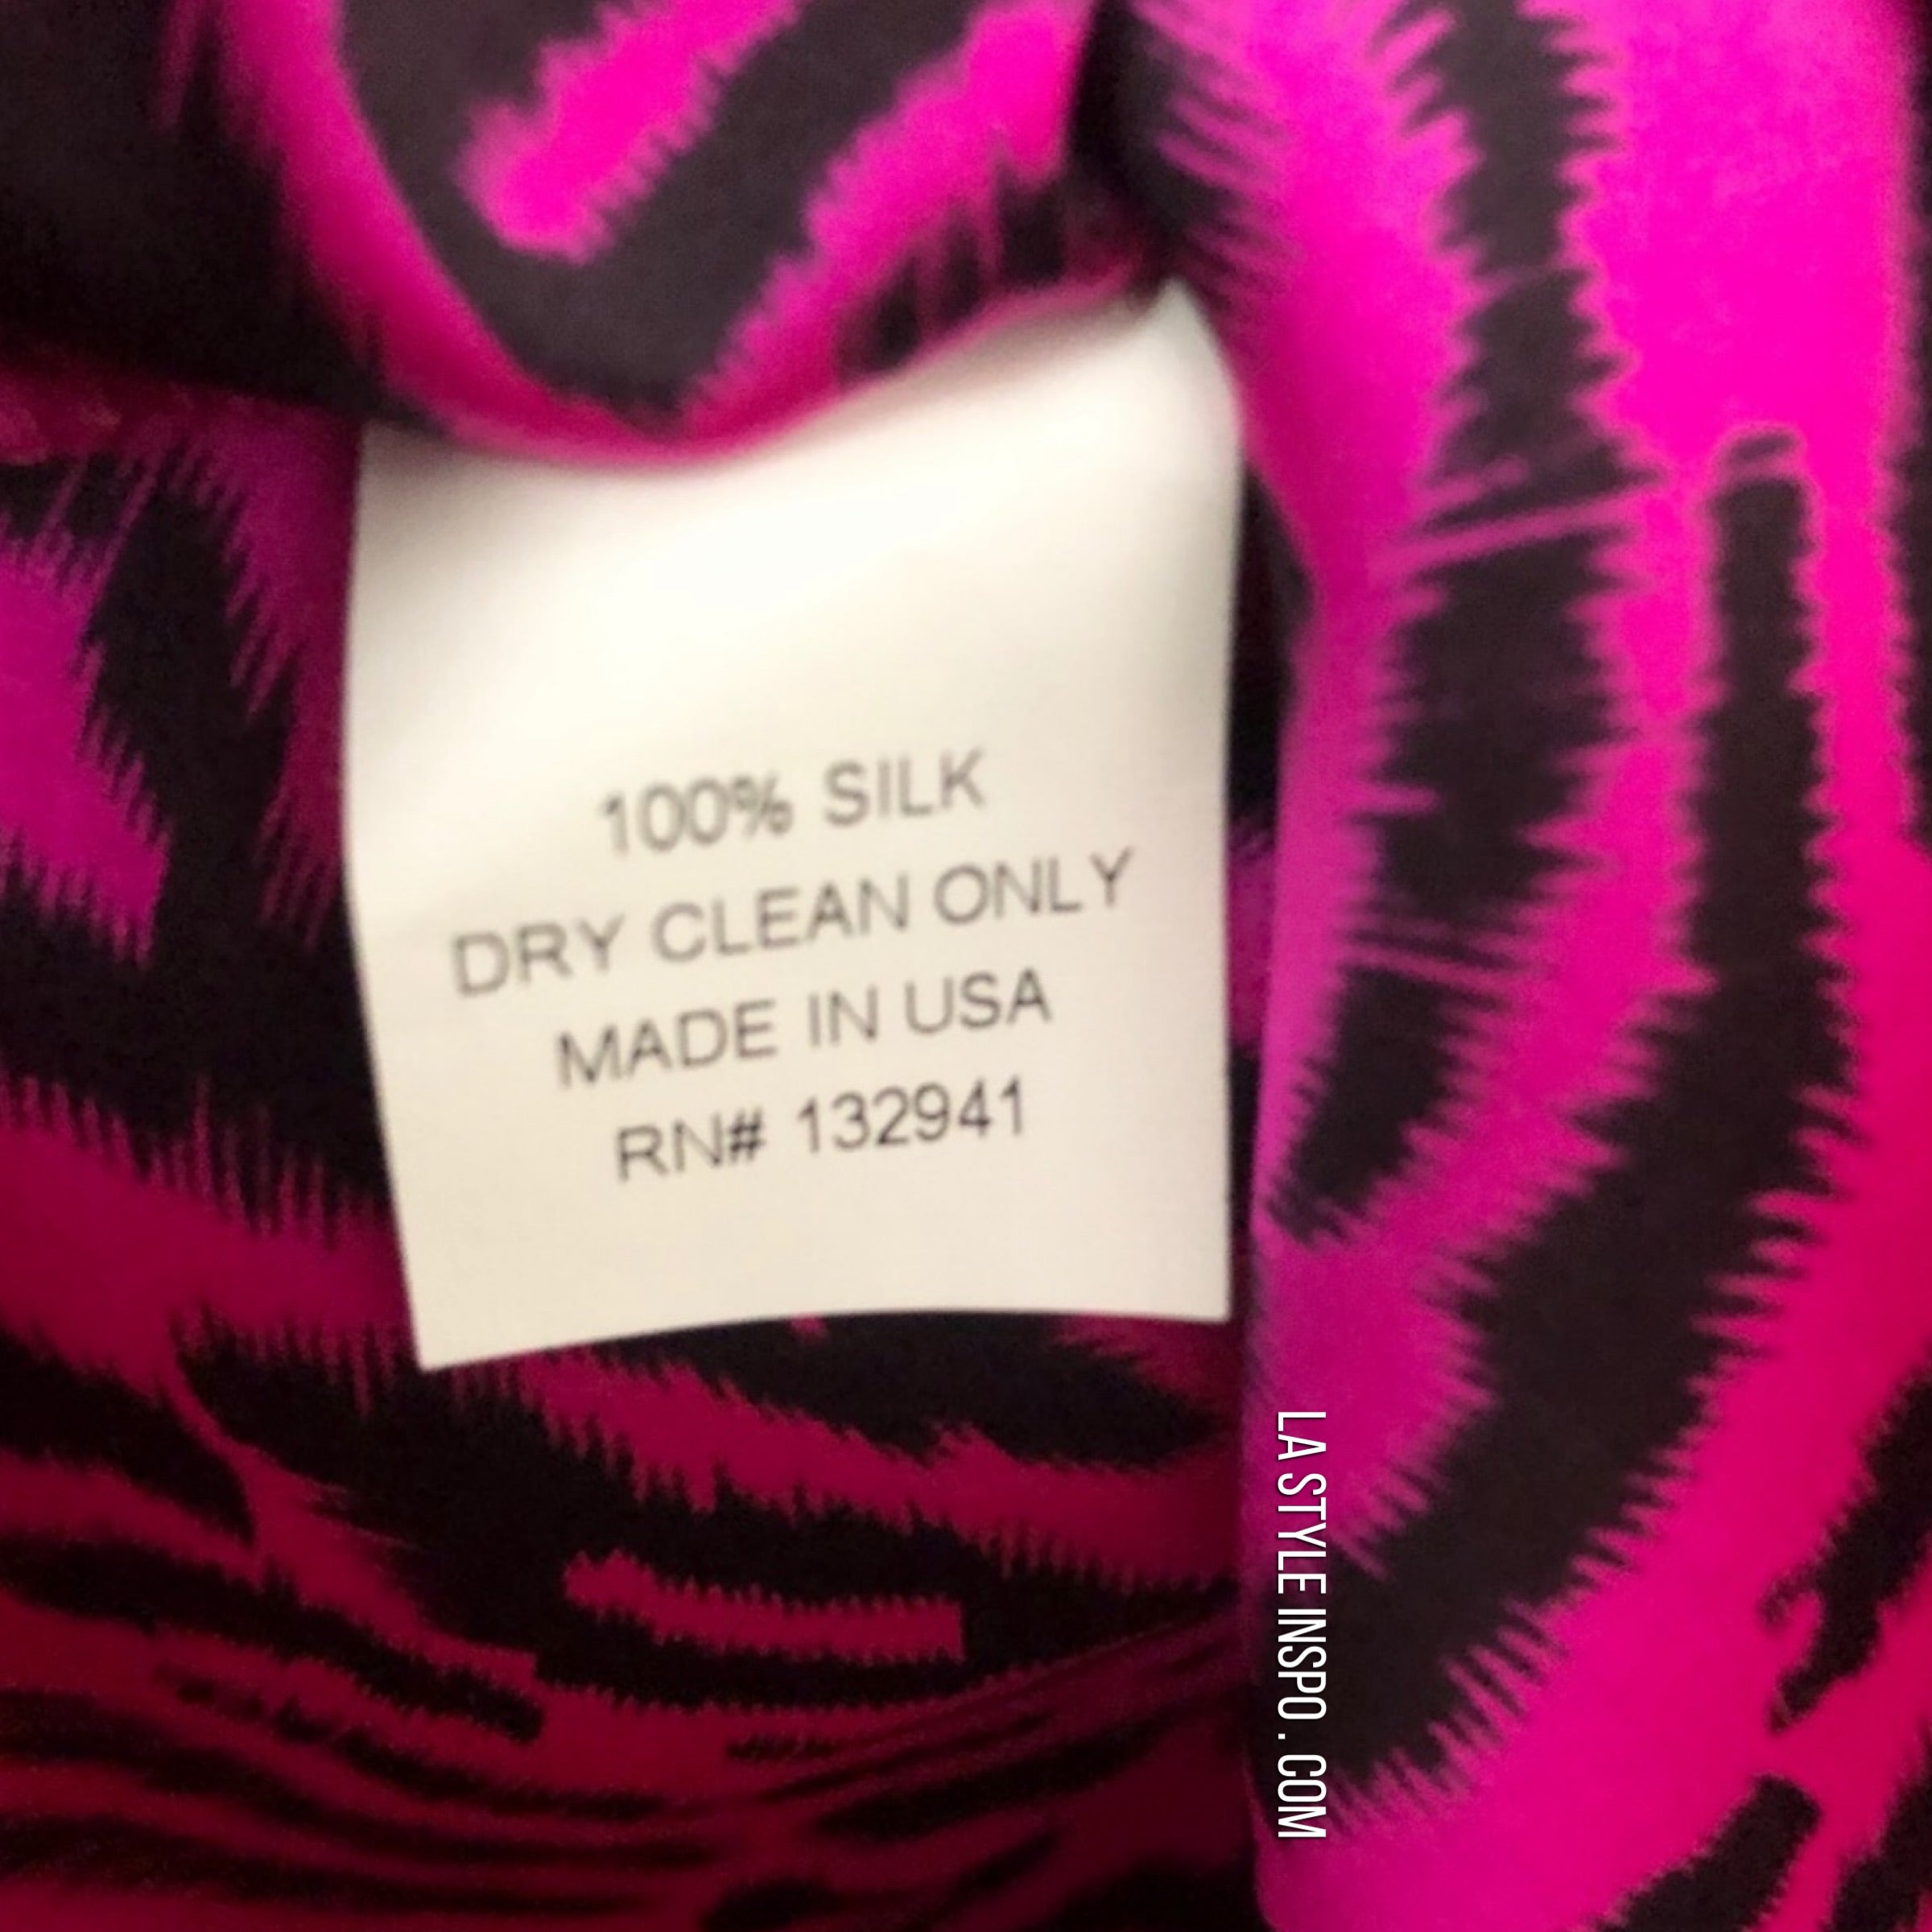 100% SILK
DRY CLEAN ONLY
MADE IN USA
RN# 132941
LA STYLE INSPO . COM